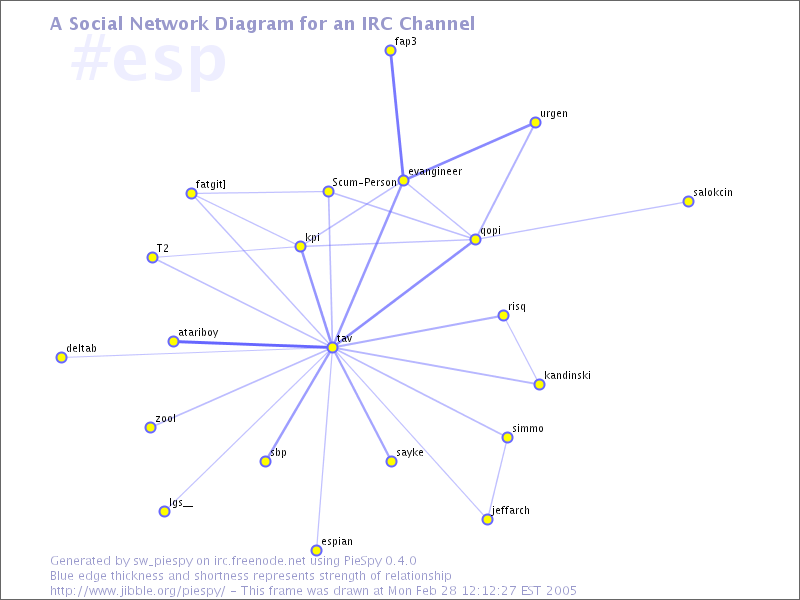 A Social Network Diagram for an IRC Channel
#esp
fap3
urgen
evangineer
Scum-Person
fatgit]
salokcin
qopi
kpi
T2
risq
atariboy
tav
deltab
kandinski
zool
simmo
sbp
sayke
lgs__
jeffarch
espian
Generated by sw_piespy on irc.freenode.net using PieSpy 0.4.0
Blue edge thickness and shortness represents strength of relationship
http://www.jibble.org/piespy/ - This frame was drawn at Mon Feb 28 12:12:27 EST 2005